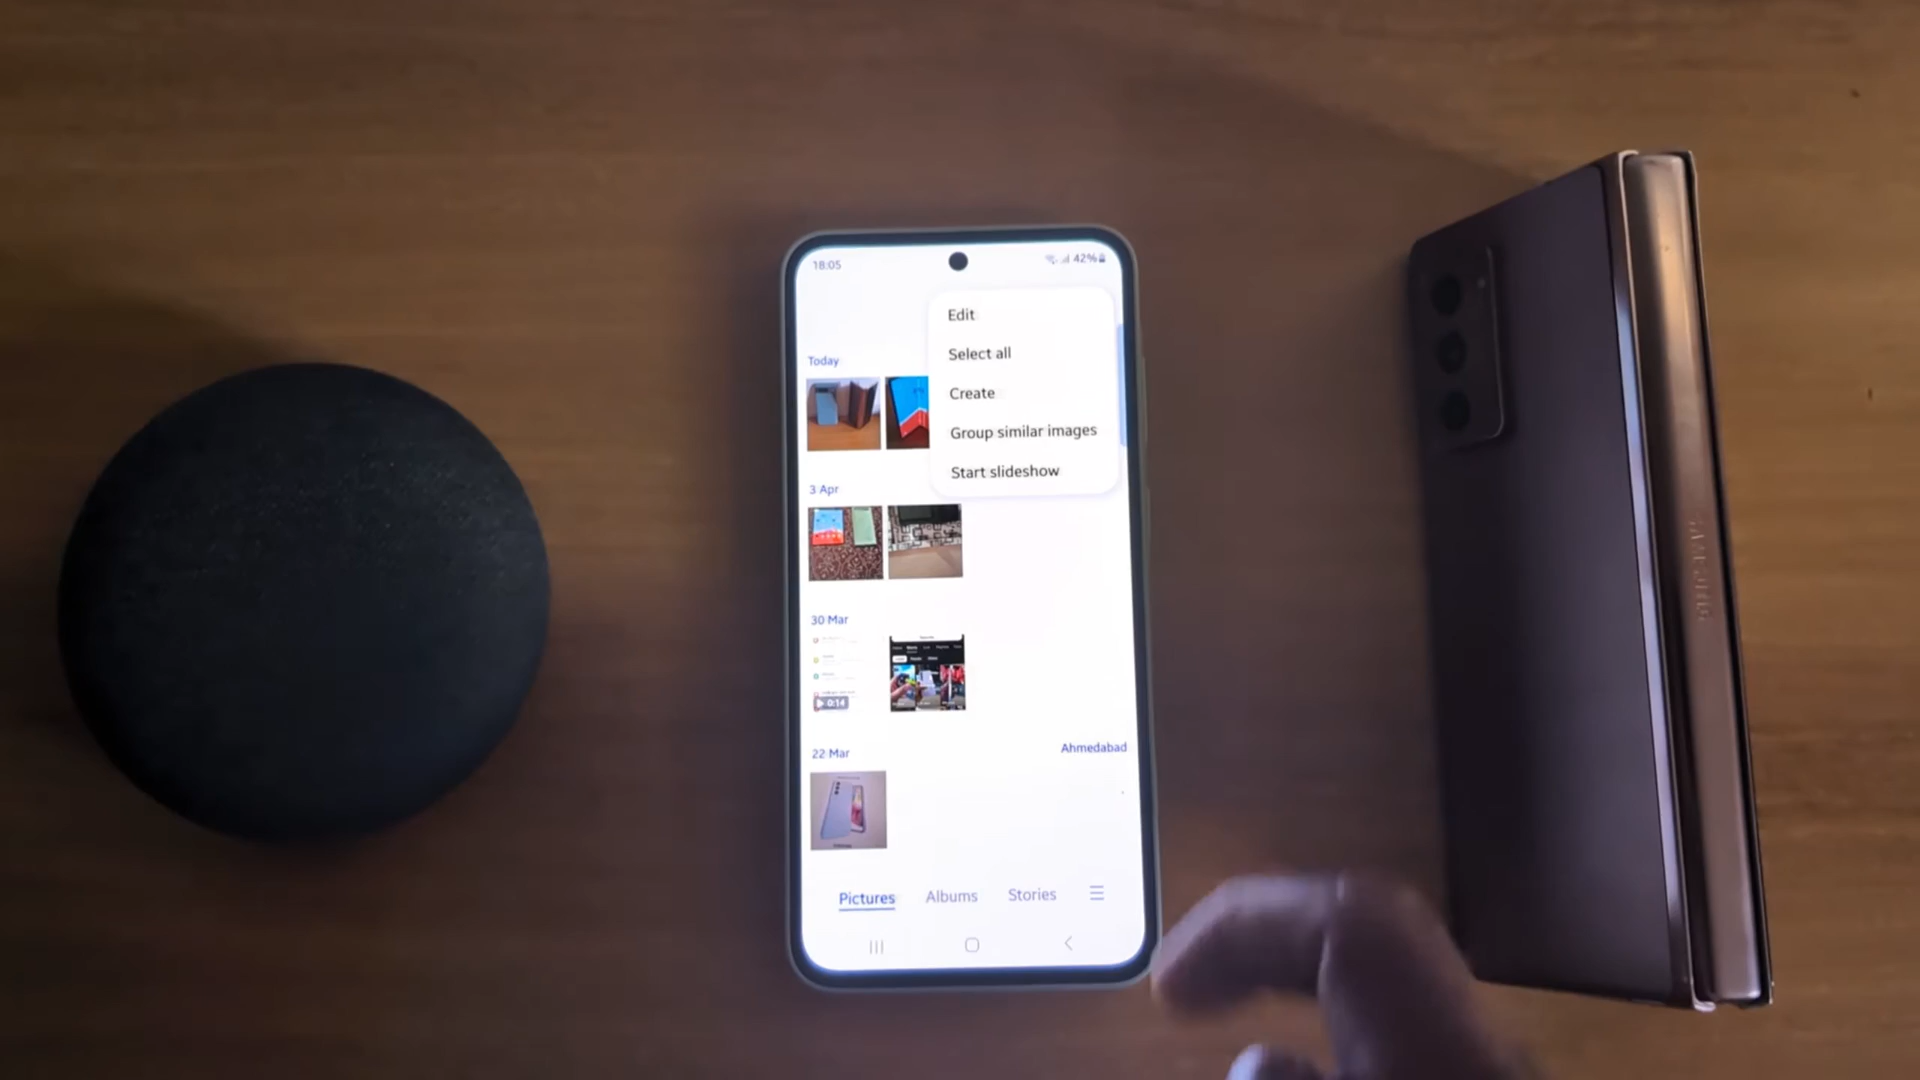 18:05
42%
Edit
Select all
Create
Group similar images
Start slideshow
Today
3 Apr
30 Mar
0:14
22 Mar
Ahmedabad
Pictures
Albums
Stories
SAMSUNG